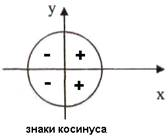 y
- +
- +
x
знаки косинуса